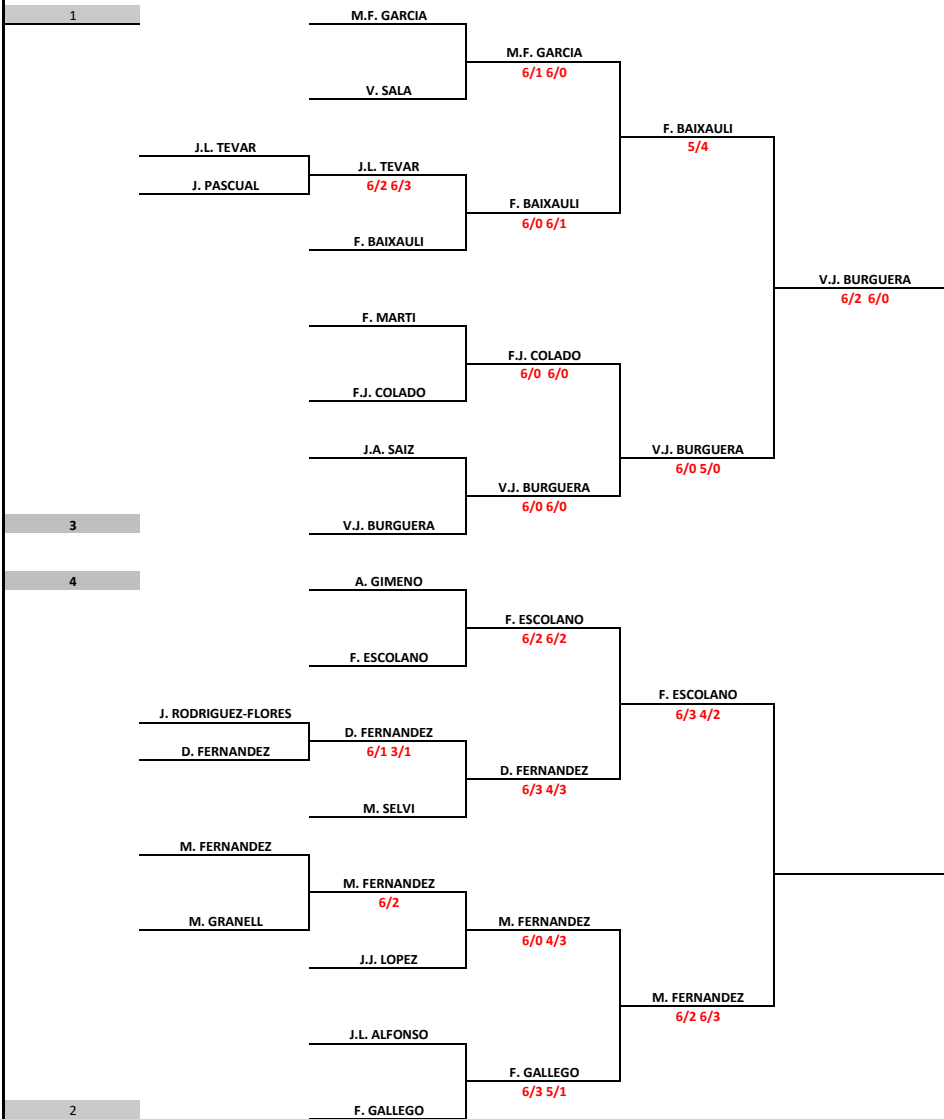 1
M.F. GARCIA
M.F. GARCIA
6/1 6/0
V. SALA
F. BAIXAULI
5/4
J.L. TEVAR
J.L. TEVAR
6/2 6/3
J. PASCUAL
F. BAIXAULI
6/0 6/1
F. BAIXAULI
V.J. BURGUERA
6/2 6/0
F. MARTI
F.J. COLADO
6/0 6/0
F.J. COLADO
J.A. SAIZ
V.J. BURGUERA
6/0 5/0
V.J. BURGUERA
6/0 6/0
3
V.J. BURGUERA
4
A. GIMENO
F. ESCOLANO
6/2 6/2
F. ESCOLANO
F. ESCOLANO
6/3 4/2
J. RODRIGUEZ-FLORES
D. FERNANDEZ
6/1 3/1
D. FERNANDEZ
D. FERNANDEZ
6/3 4/3
M. SELVI
M. FERNANDEZ
M. FERNANDEZ
6/2
M. GRANELL
M. FERNANDEZ
6/0 4/3
J.J. LOPEZ
M. FERNANDEZ
6/2 6/3
J.L. ALFONSO
F. GALLEGO
6/3 5/1
2
F. GALLEGO